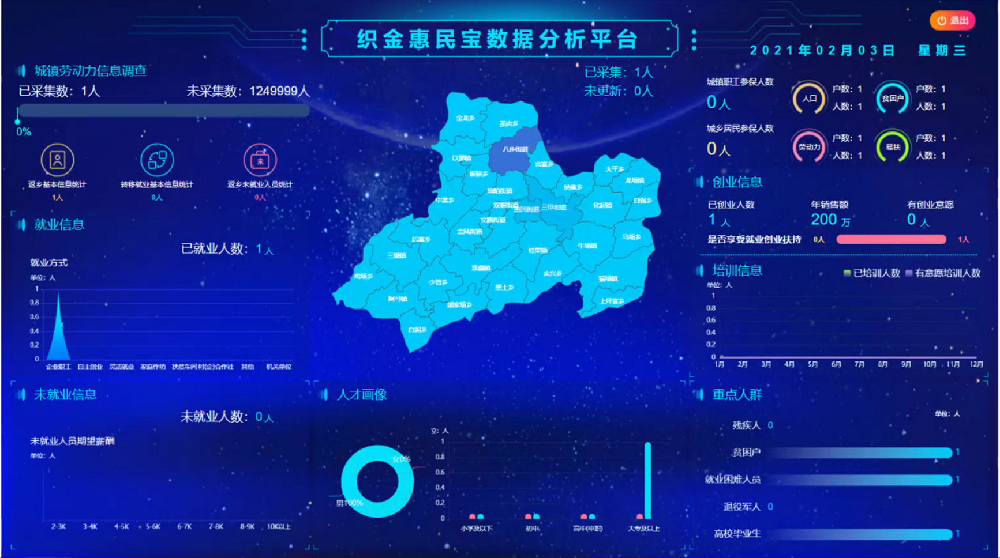 织金惠民宝数据分析平台
退出
2021年02月03日 星期三
城镇劳动力信息调查
已采集数：1人 未采集数：1249999人
0%
返乡基本信息统计 转移就业基本信息统计 返乡未就业人员统计
1人 0人 0人
就业信息
已就业人数：1人
就业方式
单位：人
1
0.8
0.6
0.4
0.2
0
企业职工 自主创业 灵活就业 家庭作坊 扶贫车间 村(企)合作社 其他 机关单位
未就业信息
未就业人数：0人
未就业人员期望薪酬
单位：人
2-3K 3-4K 4-5K 5-6K 6-7K 7-8K 8-9K 10K以上
已采集：1人
未更新：0人
金龙乡
茶店乡
八步街道
以那镇
官寨乡
板桥乡
大平乡
龙场镇
纳雍乡
绮陌街道
中寨乡
自强乡
双堰街道
惠民街道
三甲街道
化起镇
文腾街道
金凤街道
后寨乡
马场乡
牛场镇
桂果镇
三塘镇
珠藏镇
实兴乡
鸡场乡
少普乡
猫场镇
黑土乡
阿弓镇
上坪寨乡
熊家场乡
白泥乡
人才画像
女0%
男100%
位：人
1
0.8
0.6
0.4
0.2
0
小学及以下 初中 高中(中职) 大专及以上
城镇职工参保人数
0人
城乡居民参保人数
0人
人口 户数：1 人数：1
贫困户 户数：1 人数：1
劳动力 户数：1 人数：1
易扶 户数：1 人数：1
创业信息
已创业人数 年销售额 有创业意愿
1人 200万 0人
是否享受就业创业扶持 0人 1人
培训信息
已培训人数 有意愿培训人数
单位：人
1
0.8
0.6
0.4
0.2
0
1月 2月 3月 4月 5月 6月 7月 8月 9月 10月 11月 12月
重点人群
单位：人
残疾人 0
贫困户 1
就业困难人员 1
退役军人 0
高校毕业生 1